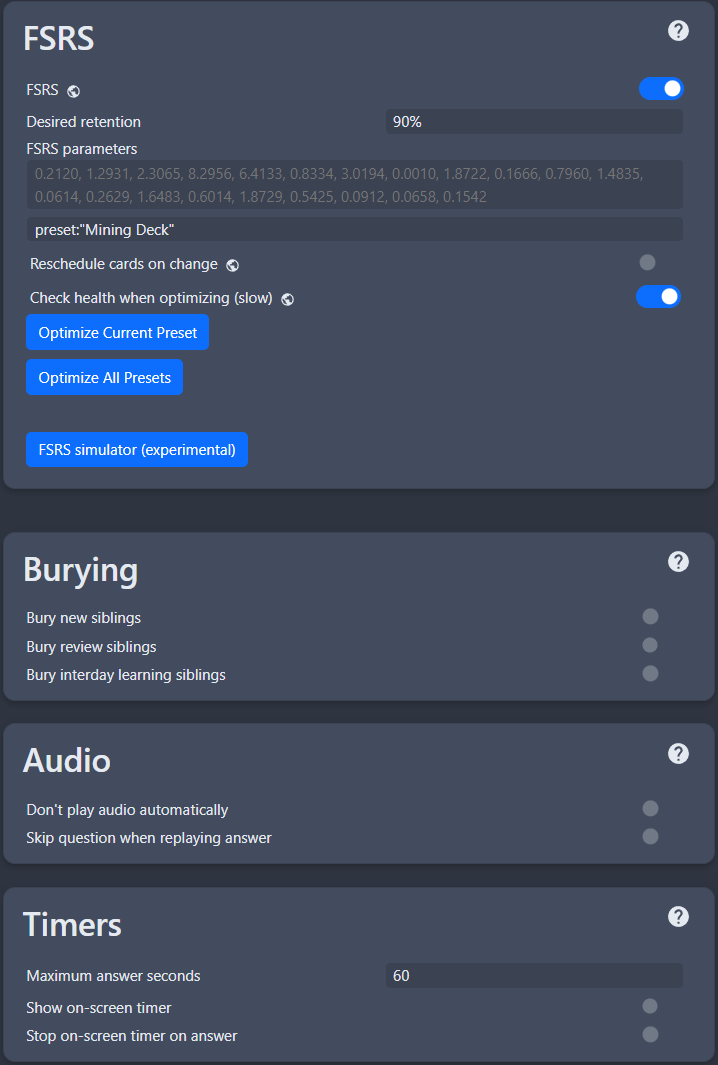 FSRS
?
FSRS
Desired retention
90%
FSRS parameters
0.2120, 1.2931, 2.3065, 8.2956, 6.4133, 0.8334, 3.0194, 0.0010, 1.8722, 0.1666, 0.7960, 1.4835,
0.0614, 0.2629, 1.6483, 0.6014, 1.8729, 0.5425, 0.0912, 0.0658, 0.1542
preset:"Mining Deck"
Reschedule cards on change
Check health when optimizing (slow)
Optimize Current Preset
Optimize All Presets
FSRS simulator (experimental)
Burying
?
Bury new siblings
Bury review siblings
Bury interday learning siblings
Audio
?
Don't play audio automatically
Skip question when replaying answer
Timers
?
Maximum answer seconds
60
Show on-screen timer
Stop on-screen timer on answer